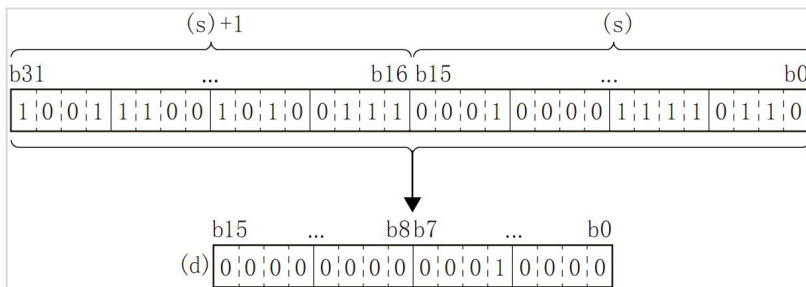 (s)+1 (s)
b31 ... b16 b15 ... b0
1 0 0 1 1 1 0 0 1 0 1 0 0 1 1 1 0 0 0 1 0 0 0 0 1 1 1 1 0 1 1 0
b15 ... b8 b7 ... b0
(d) 0 0 0 0 0 0 0 0 0 0 0 1 0 0 0 0